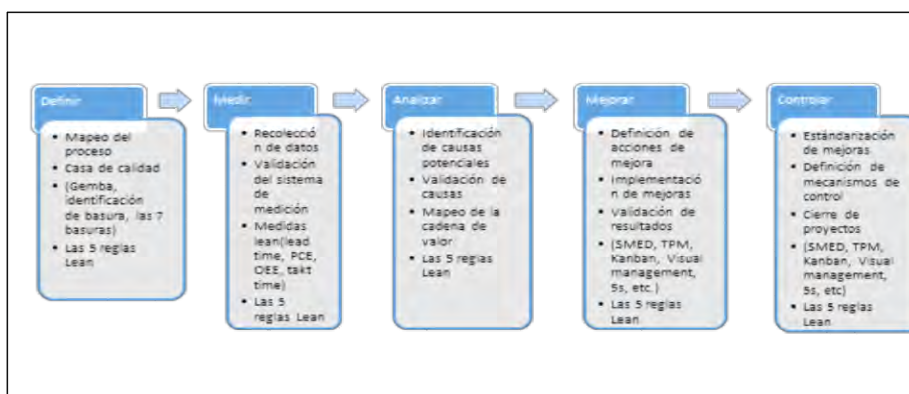 Definir
• Mapeo del
proceso
• Casa de calidad
• (Gemba,
identificación
de basura, las 7
basuras)
• Las 5 reglas
Lean
Medir
• Recolecció
n de datos
• Validación
del sistema
de
medición
• Medidas
lean(lead
time, PCE,
OEE, takt
time)
• Las 5
reglas Lean
Analizar
• Identificación
de causas
potenciales
• Validación de
causas
• Mapeo de la
cadena de
valor
• Las 5 reglas
Lean
Mejorar
• Definición de
acciones de
mejora
• Implementació
n de mejoras
• Validación de
resultados
• (SMED, TPM,
Kanban, Visual
management,
5s, etc.)
• Las 5 reglas
Lean
Controlar
• Estándarización
de mejoras
• Definición de
mecanismos de
control
• Cierre de
proyectos
• (SMED, TPM,
Kanban, Visual
management,
5s, etc)
• Las 5 reglas
Lean